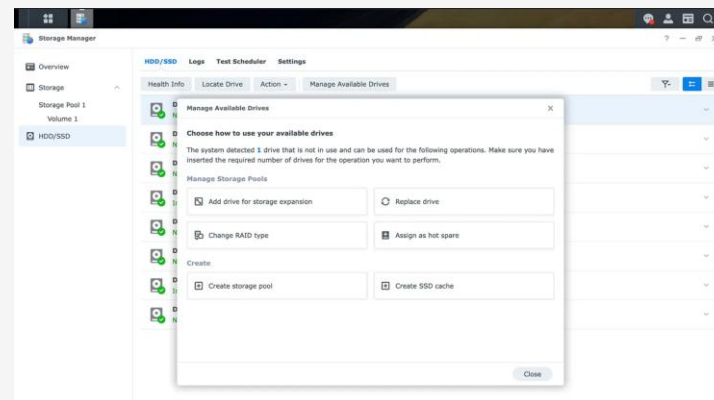 Storage Manager
?
Overview
Storage
Storage Pool 1
Volume 1
HDD/SSD
HDD/SSD Logs Test Scheduler Settings
Health Info Locate Drive Action Manage Available Drives
Manage Available Drives X
Choose how to use your available drives
The system detected 1 drive that is not in use and can be used for the following operations. Make sure you have
inserted the required number of drives for the operation you want to perform.
Manage Storage Pools
Add drive for storage expansion Replace drive
Change RAID type Assign as hot spare
Create
Create storage pool Create SSD cache
Close